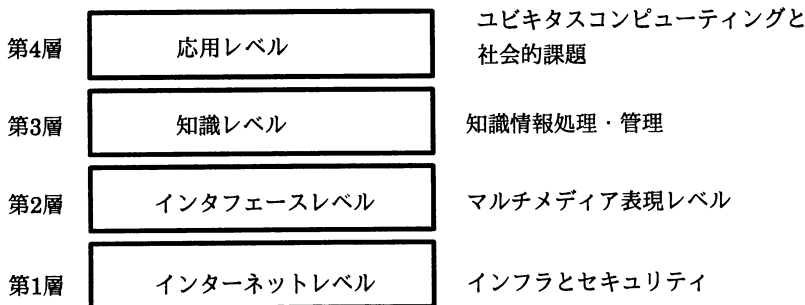 第4層 応用レベル ユビキタスコンピューティングと
社会的課題
第3層 知識レベル 知識情報処理・管理
第2層 インタフェースレベル マルチメディア表現レベル
第1層 インターネットレベル インフラとセキュリティ